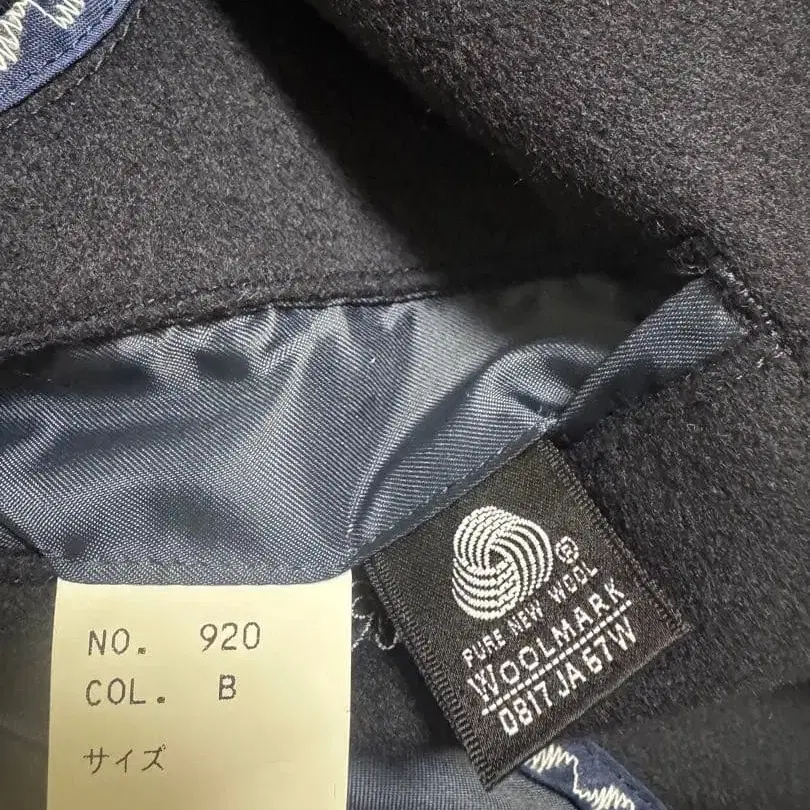 NO. 920
COL. B
サイズ
®
PURE NEW WOOL
WOOLMARK
0817JA67W